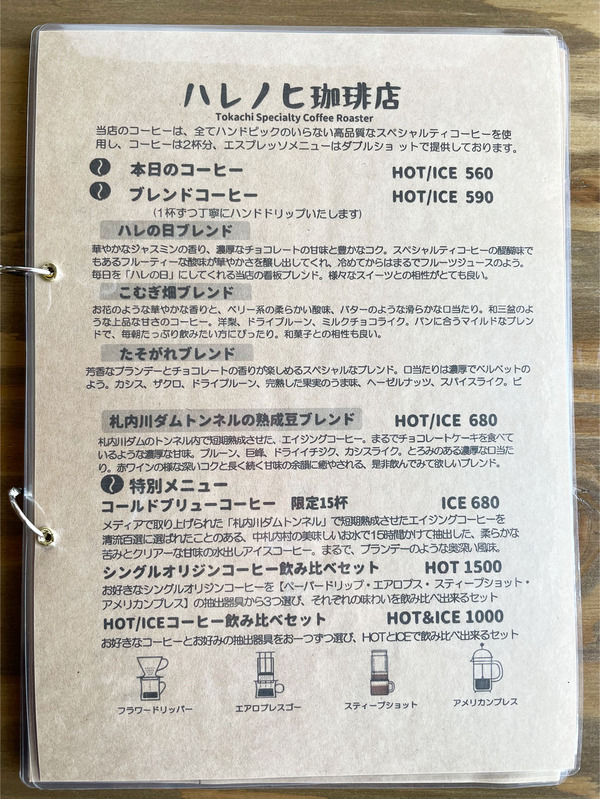 ハレノヒ珈琲店
Tokachi Specialty Coffee Roaster
当店のコーヒーは、全てハンドピックのいらない高品質なスペシャルティコーヒーを使
用し、コーヒーは2杯分、エスプレッソメニューはダブルショットで提供しております。
本日のコーヒー HOT/ICE 560
ブレンドコーヒー HOT/ICE 590
(1杯ずつ丁寧にハンドドリップいたします)
ハレの日ブレンド
華やかなジャスミンの香り、濃厚なチョコレートの甘味と豊かなコク。スペシャルティコーヒーの醍醐味で
もあるフルーティーな酸味が華やかさを醸し出してくれ、冷めてからはまるでフルーツジュースのよう。
毎日を「ハレの日」にしてくれる当店の看板ブレンド。様々なスイーツとの相性がとても良い。
こむぎ畑ブレンド
お花のような華やかな香りと、ベリー系の柔らかい酸味、バターのような滑らかな口当たり。和三盆のよ
うな上品な甘さのコーヒー。洋梨、ドライプルーン、ミルクチョコライク。パンに合うマイルドなブレン
ドで、毎朝たっぷり飲みたい方にぴったり。和菓子との相性も良い。
たそがれブレンド
芳香なブランデーとチョコレートの香りが楽しめるスペシャルなブレンド。口当たりは濃厚でベルベットの
よう。カシス、ザクロ、ドライプルーン、完熟した果実のうま味、ヘーゼルナッツ、スパイスライク。ビ
札内川ダムトンネルの熟成豆ブレンド HOT/ICE 680
札内川ダムのトンネル内で短期熟成させた、エイジングコーヒー。まるでチョコレートケーキを食べて
いるような濃厚な甘味。プルーン、巨峰、ドライイチジク、カシスライク。とろみのある濃厚な口当た
り。赤ワインの様な深いコクと長く続く甘味の余韻に癒やされる、是非飲んでみて欲しいブレンド。
特別メニュー
コールドブリューコーヒー 限定15杯 ICE 680
メディアで取り上げられた「札内川ダムトンネル」で短期熟成させたエイジングコーヒーを
清流百選に選ばれたことのある、中札内村の美味しいお水で15時間かけて抽出した、柔らかな
苦みとクリアーな甘味の水出しアイスコーヒー。まるで、ブランデーのような奥深い風味。
シングルオリジンコーヒー飲み比べセット HOT 1500
お好きなシングルオリジンコーヒーを【ペーパードリップ・エアロプレス・スティープショット・
アメリカンプレス】の抽出器具から3つ選び、それぞれの味わいを飲み比べ出来るセット
HOT/ICEコーヒー飲み比べセット HOT&ICE 1000
お好きなコーヒーとお好みの抽出器具をお一つずつ選び、HOTとICEで飲み比べ出来るセット
フラワードリッパー エアロプレスゴー スティープショット アメリカンプレス